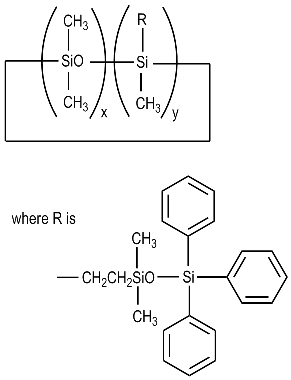 CH3 R
SiO Si
CH3 x CH3 y
where R is
CH3
—CH2CH2SiO—Si
CH3